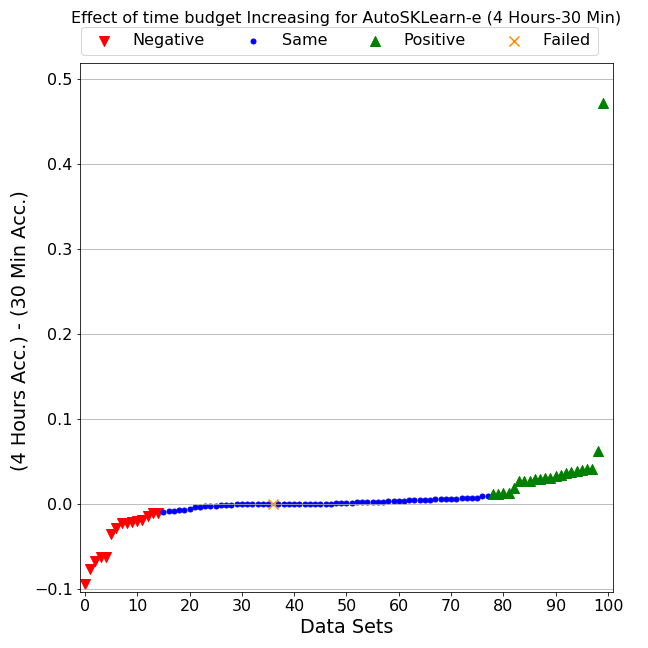 Effect of time budget Increasing for AutoSKLearn-e (4 Hours-30 Min)
Negative Same Positive Failed
(4 Hours Acc.) - (30 Min Acc.)
0.5
0.4
0.3
0.2
0.1
0.0
−0.1
0 10 20 30 40 50 60 70 80 90 100
Data Sets